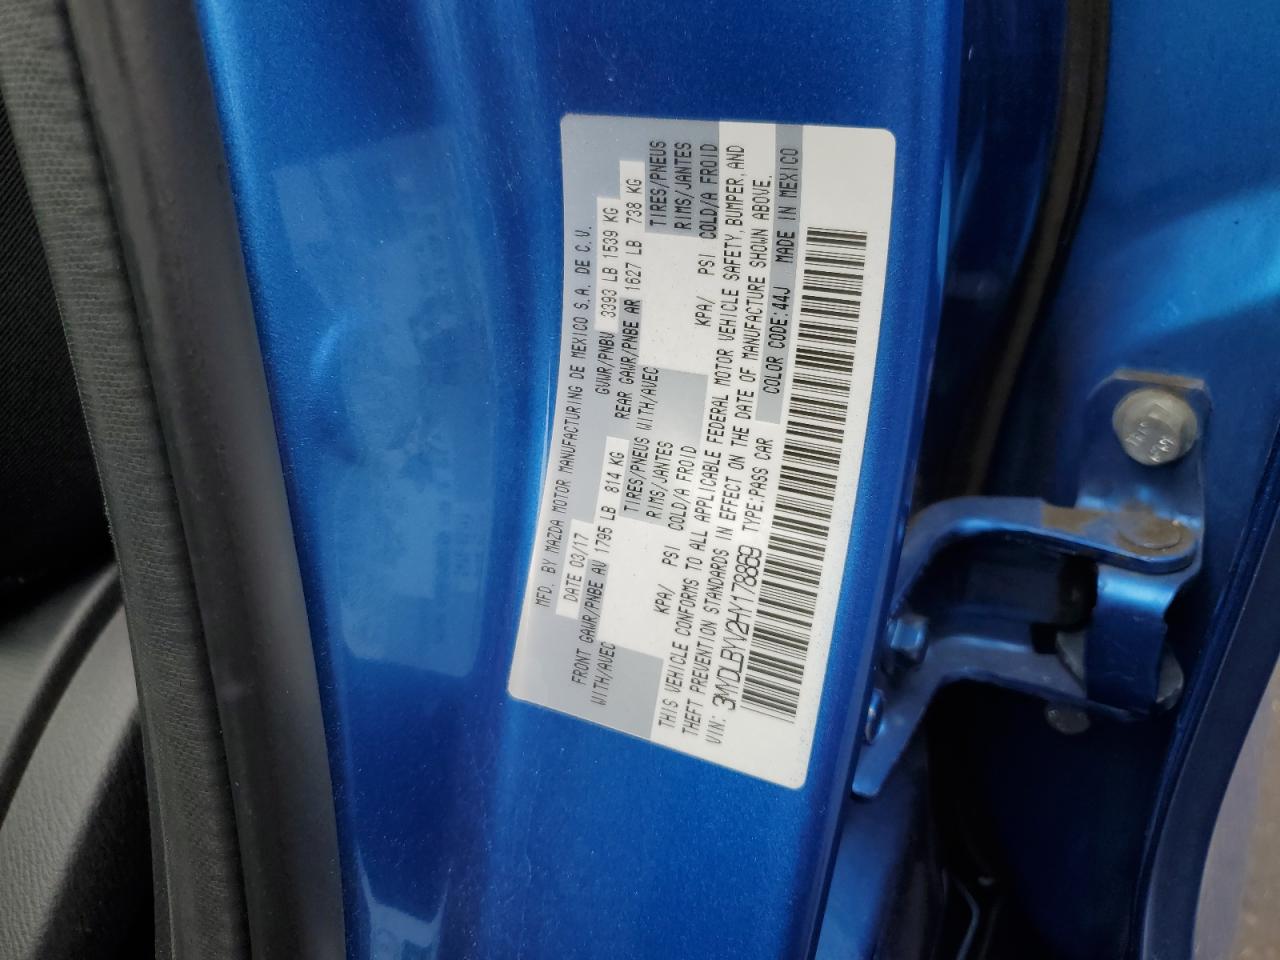 MFD. BY MAZDA MOTOR MANUFACTURING DE MEXICO S.A. DE C.V.
DATE 03/17 GVWR/PNBV 3393 LB 1539 KG
FRONT GAWR/PNBE AV 1795 LB 814 KG REAR GAWR/PNBE AR 1627 LB 738 KG
WITH/AVEC TIRES/PNEUS WITH/AVEC TIRES/PNEUS
RIMS/JANTES RIMS/JANTES
KPA/ PSI COLD/A FROID KPA/ PSI COLD/A FROID
THIS VEHICLE CONFORMS TO ALL APPLICABLE FEDERAL MOTOR VEHICLE SAFETY, BUMPER, AND
THEFT PREVENTION STANDARDS IN EFFECT ON THE DATE OF MANUFACTURE SHOWN ABOVE.
VIN: 3MYDLBYV2HY178869 TYPE:PASS CAR COLOR CODE:44J MADE IN MEXICO